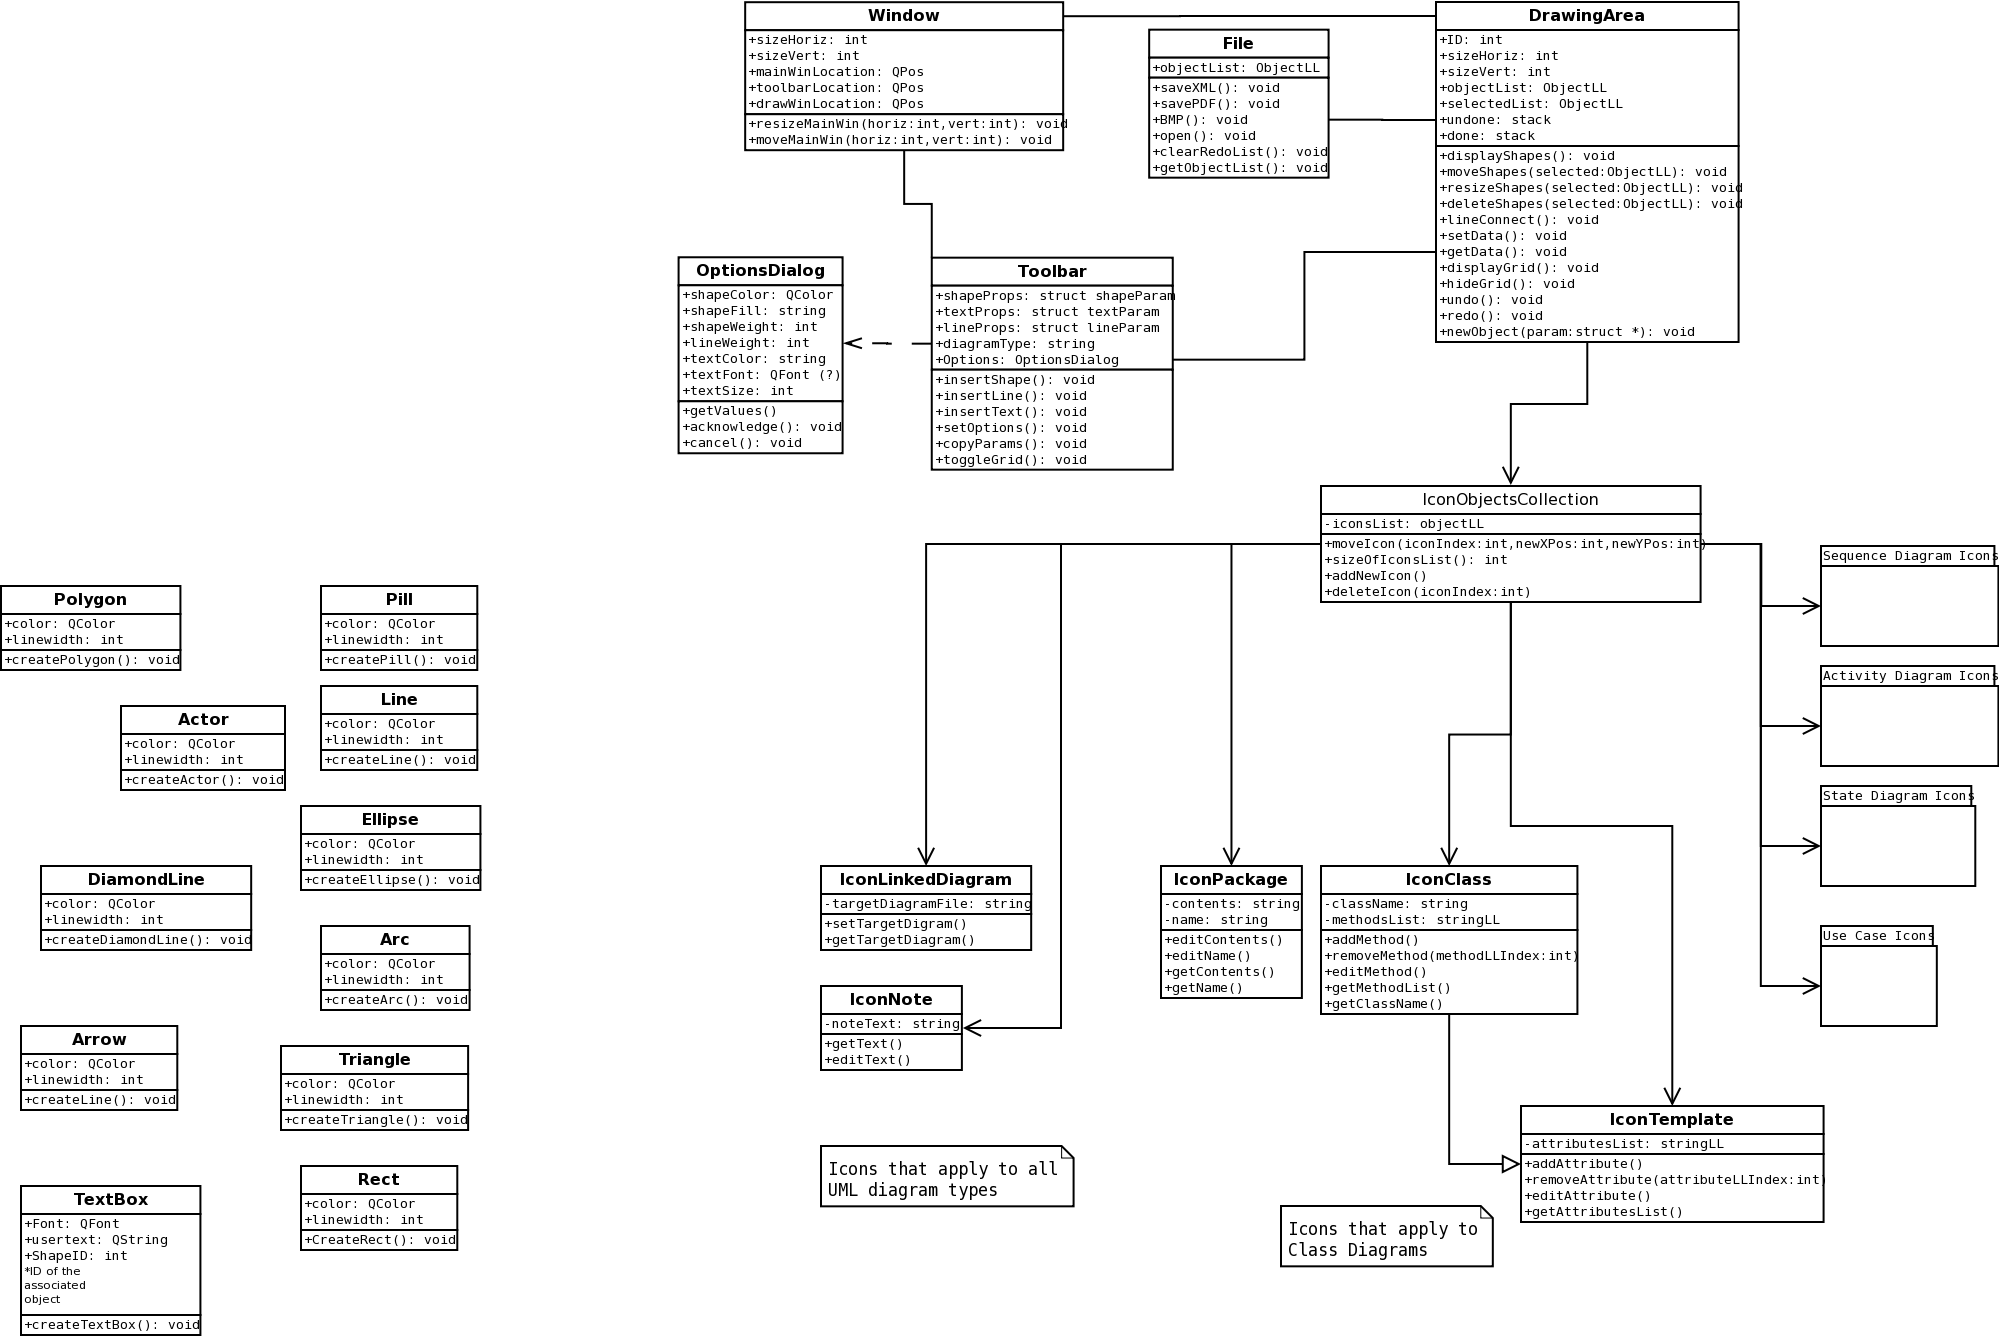 Window
+sizeHoriz: int
+sizeVert: int
+mainWinLocation: QPos
+toolbarLocation: QPos
+drawWinLocation: QPos
+resizeMainWin(horiz:int,vert:int): void
+moveMainWin(horiz:int,vert:int): void
File
+objectList: ObjectLL
+saveXML(): void
+savePDF(): void
+BMP(): void
+open(): void
+clearRedoList(): void
+getObjectList(): void
DrawingArea
+ID: int
+sizeHoriz: int
+sizeVert: int
+objectList: ObjectLL
+selectedList: ObjectLL
+undone: stack
+done: stack
+displayShapes(): void
+moveShapes(selected:ObjectLL): void
+resizeShapes(selected:ObjectLL): void
+deleteShapes(selected:ObjectLL): void
+lineConnect(): void
+setData(): void
+getData(): void
+displayGrid(): void
+hideGrid(): void
+undo(): void
+redo(): void
+newObject(param:struct *): void
OptionsDialog
+shapeColor: QColor
+shapeFill: string
+shapeWeight: int
+lineWeight: int
+textColor: string
+textFont: QFont (?)
+textSize: int
+getValues()
+acknowledge(): void
+cancel(): void
Toolbar
+shapeProps: struct shapeParam
+textProps: struct textParam
+lineProps: struct lineParam
+diagramType: string
+Options: OptionsDialog
+insertShape(): void
+insertLine(): void
+insertText(): void
+setOptions(): void
+copyParams(): void
+toggleGrid(): void
IconObjectsCollection
-iconsList: objectLL
+moveIcon(iconIndex:int,newXPos:int,newYPos:int)
+sizeOfIconsList(): int
+addNewIcon()
+deleteIcon(iconIndex:int)
Sequence Diagram Icons
Activity Diagram Icons
State Diagram Icons
Use Case Icons
Polygon
+color: QColor
+linewidth: int
+createPolygon(): void
Pill
+color: QColor
+linewidth: int
+createPill(): void
Line
+color: QColor
+linewidth: int
+createLine(): void
Actor
+color: QColor
+linewidth: int
+createActor(): void
Ellipse
+color: QColor
+linewidth: int
+createEllipse(): void
DiamondLine
+color: QColor
+linewidth: int
+createDiamondLine(): void
Arc
+color: QColor
+linewidth: int
+createArc(): void
Arrow
+color: QColor
+linewidth: int
+createLine(): void
Triangle
+color: QColor
+linewidth: int
+createTriangle(): void
Rect
+color: QColor
+linewidth: int
+CreateRect(): void
TextBox
+Font: QFont
+usertext: QString
+ShapeID: int
*ID of the
associated
object
+createTextBox(): void
IconLinkedDiagram
-targetDiagramFile: string
+setTargetDigram()
+getTargetDiagram()
IconPackage
-contents: string
-name: string
+editContents()
+editName()
+getContents()
+getName()
IconClass
-className: string
-methodsList: stringLL
+addMethod()
+removeMethod(methodLLIndex:int)
+editMethod()
+getMethodList()
+getClassName()
IconNote
-noteText: string
+getText()
+editText()
IconTemplate
-attributesList: stringLL
+addAttribute()
+removeAttribute(attributeLLIndex:int)
+editAttribute()
+getAttributesList()
Icons that apply to all
UML diagram types
Icons that apply to
Class Diagrams